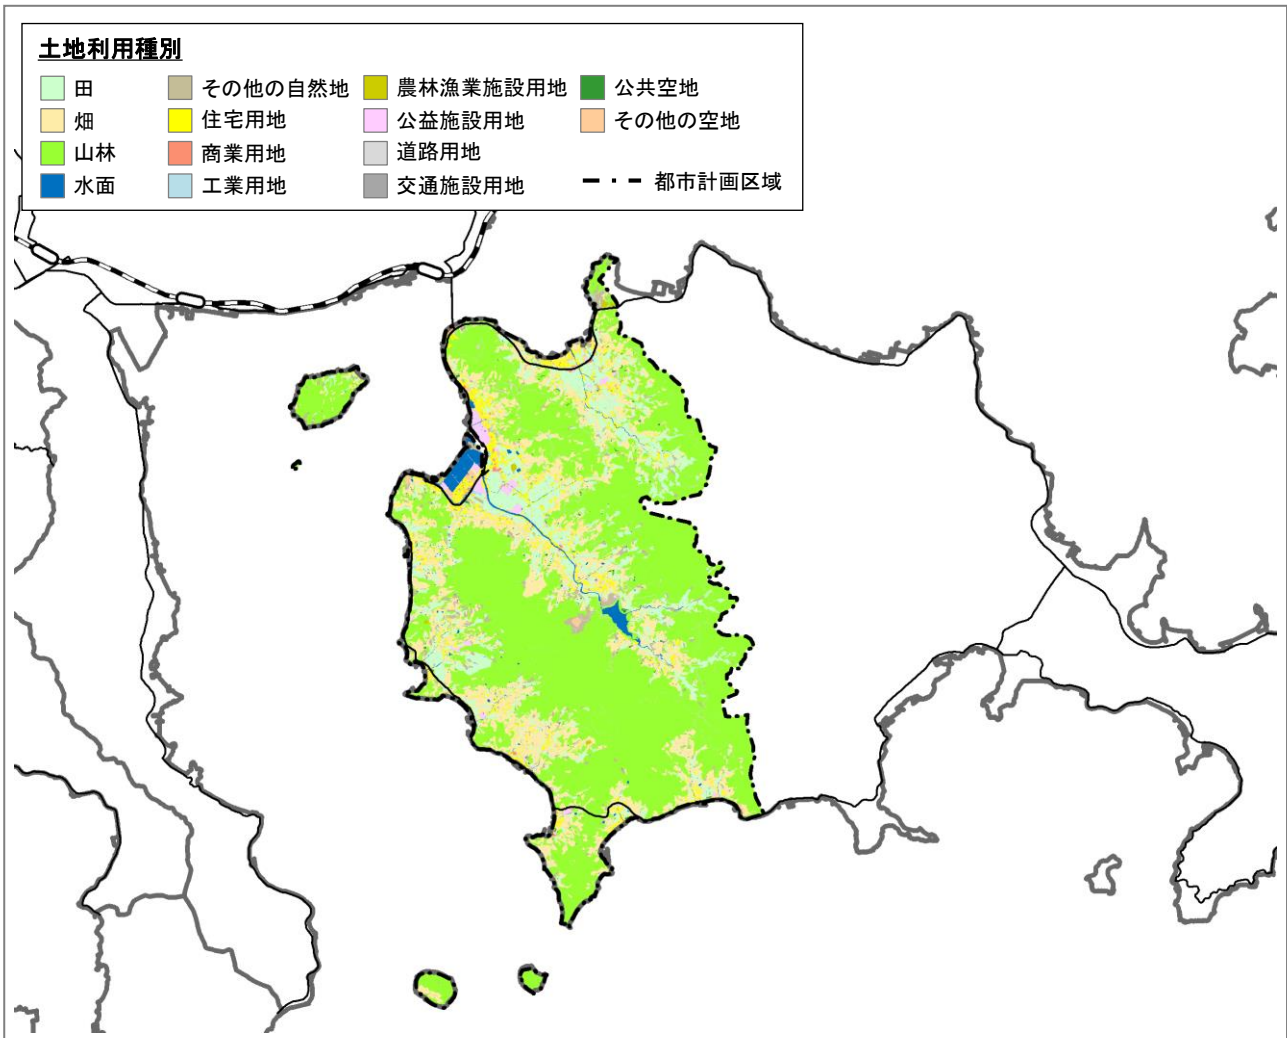 土地利用種別
田
畑
山林
水面
その他の自然地
住宅用地
商業用地
工業用地
農林漁業施設用地
公益施設用地
道路用地
交通施設用地
公共空地
その他の空地
都市計画区域